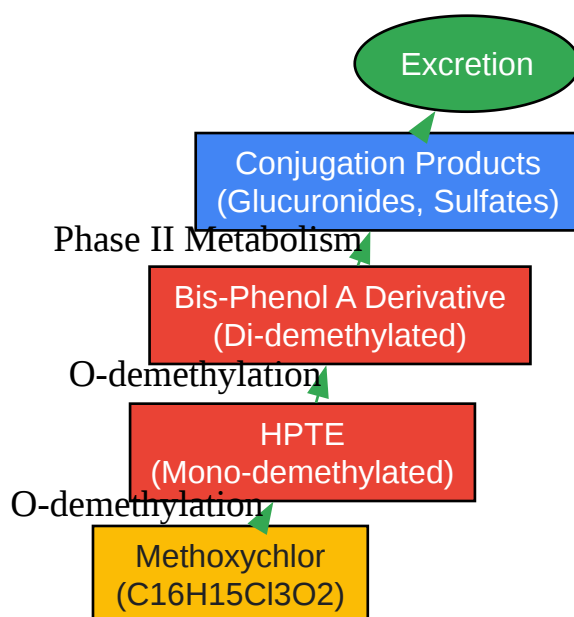 Excretion
Conjugation Products
(Glucuronides, Sulfates)
Phase II Metabolism
Bis-Phenol A Derivative
(Di-demethylated)
O-demethylation
HPTE
(Mono-demethylated)
O-demethylation
Methoxychlor
(C16H15Cl3O2)